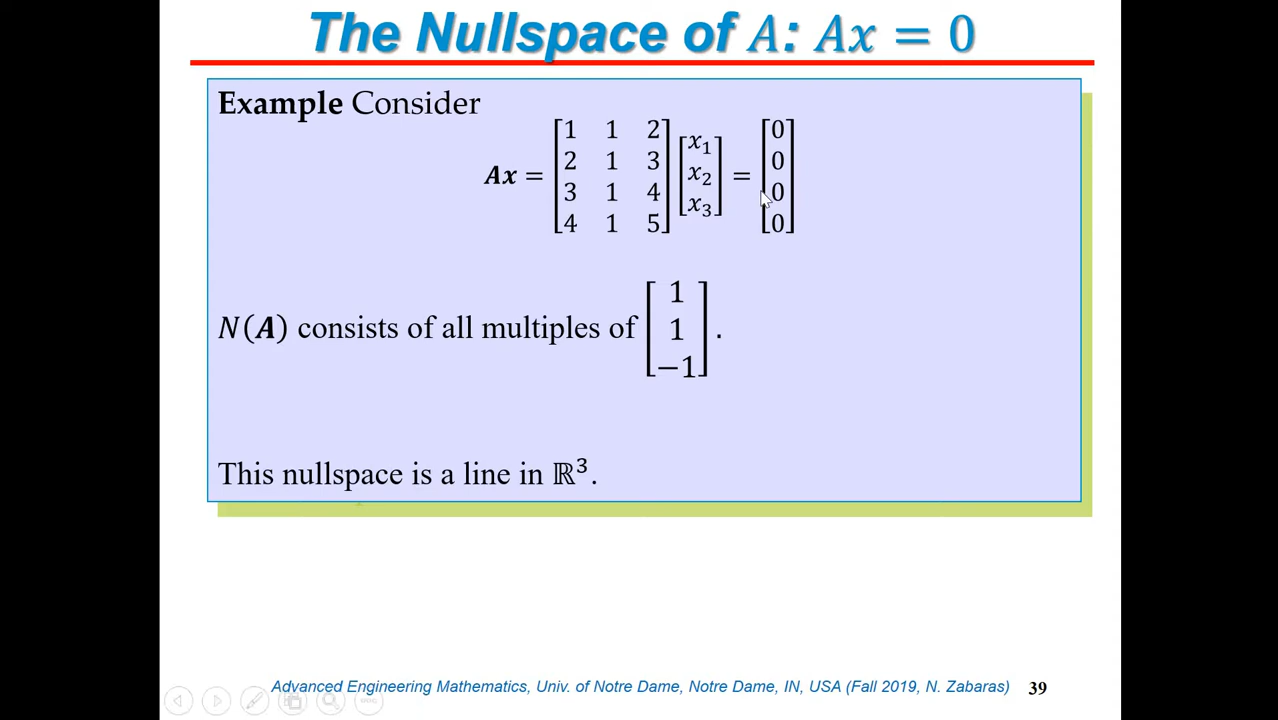 The Nullspace of A: Ax = 0
Example Consider
Ax = [1 1 2; 2 1 3; 3 1 4; 4 1 5] [x₁; x₂; x₃] = [0; 0; 0; 0]
N(A) consists of all multiples of [1; 1; −1].
This nullspace is a line in ℝ³.
Advanced Engineering Mathematics, Univ. of Notre Dame, Notre Dame, IN, USA (Fall 2019, N. Zabaras) 39